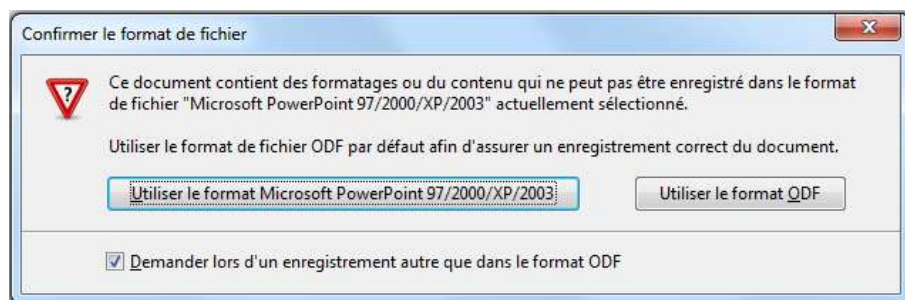 Confirmer le format de fichier
Ce document contient des formatages ou du contenu qui ne peut pas être enregistré dans le format
de fichier "Microsoft PowerPoint 97/2000/XP/2003" actuellement sélectionné.
Utiliser le format de fichier ODF par défaut afin d'assurer un enregistrement correct du document.
Utiliser le format Microsoft PowerPoint 97/2000/XP/2003 Utiliser le format ODF
Demander lors d'un enregistrement autre que dans le format ODF